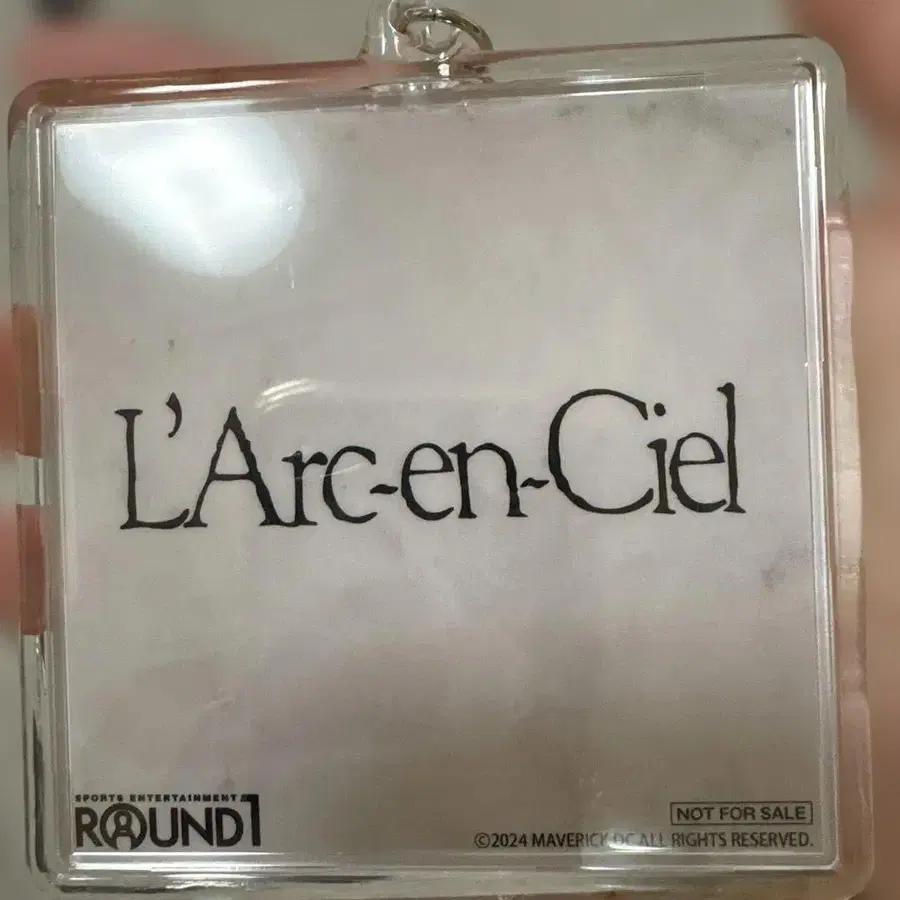 L'Arc~en~Ciel
SPORTS ENTERTAINMENT
ROUND1
NOT FOR SALE
©2024 MAVERICK DC ALL RIGHTS RESERVED.